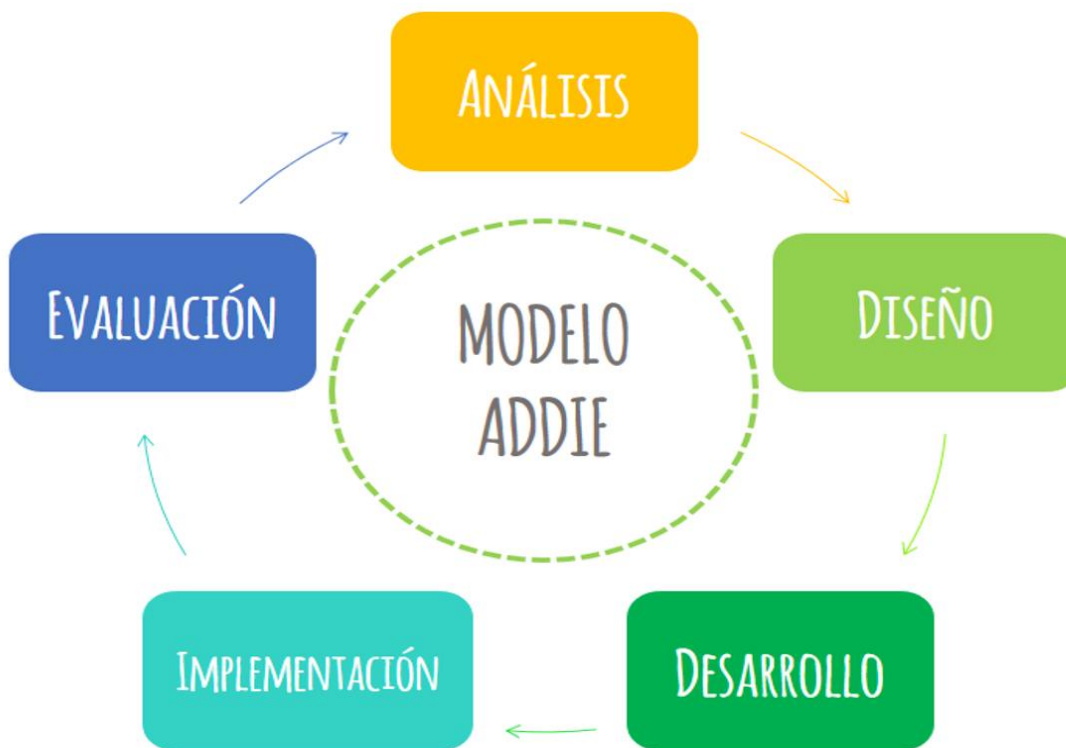 Análisis
Diseño
Desarrollo
Implementación
Evaluación
MODELO
ADDIE